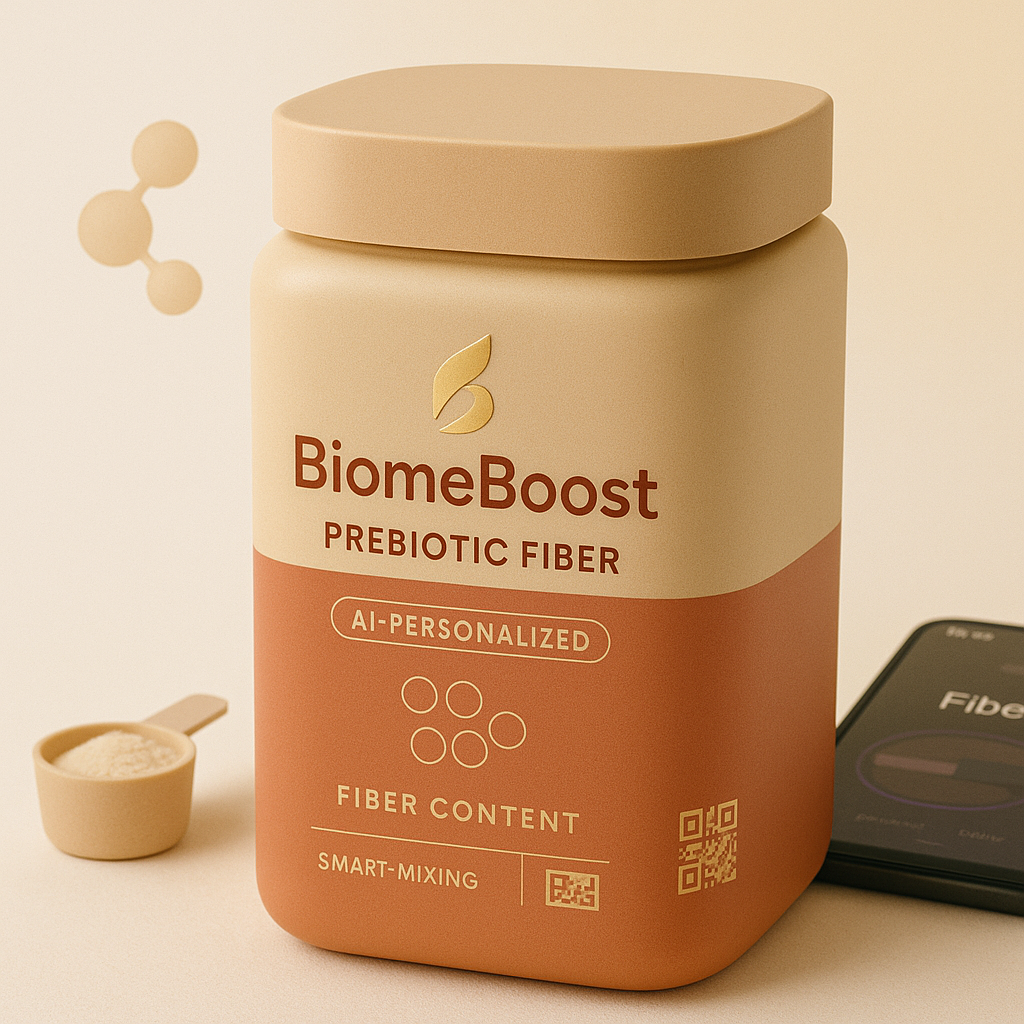 BiomeBoost
PREBIOTIC FIBER
AI-PERSONALIZED
FIBER CONTENT
SMART-MIXING